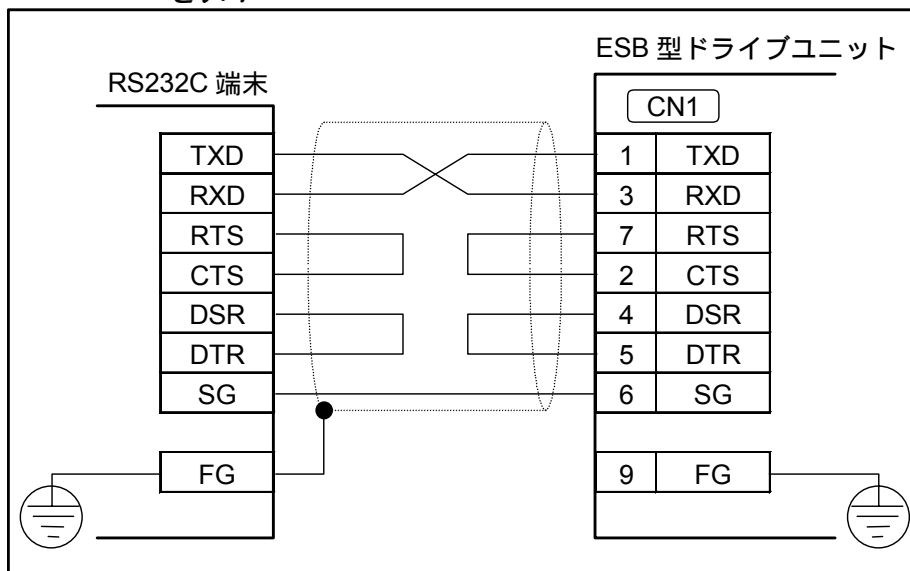 ESB 型ドライブユニット
RS232C 端末
CN1
TXD 1 TXD
RXD 3 RXD
RTS 7 RTS
CTS 2 CTS
DSR 4 DSR
DTR 5 DTR
SG 6 SG
FG 9 FG